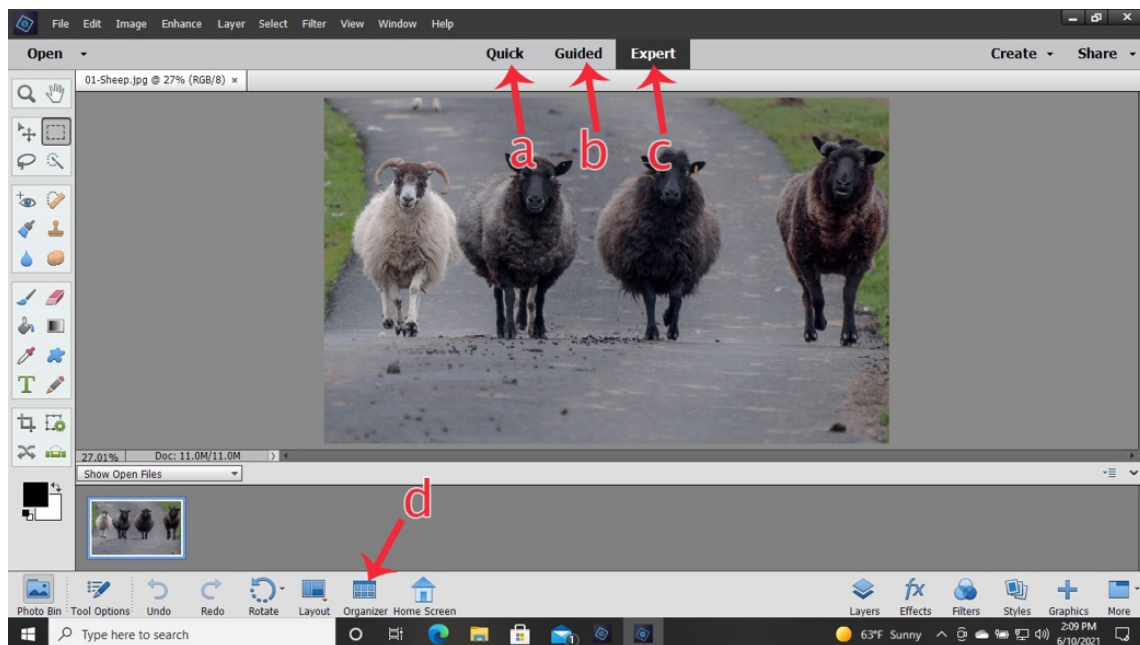 File Edit Image Enhance Layer Select Filter View Window Help
Open Quick Guided Expert Create Share
01-Sheep.jpg @ 27% (RGB/8) ×
a b c
T
27.01% Doc: 11.0M/11.0M
Show Open Files
d
fx
Photo Bin Tool Options Undo Redo Rotate Layout Organizer Home Screen Layers Effects Filters Styles Graphics More
Type here to search 63°F Sunny 2:09 PM
6/10/2021